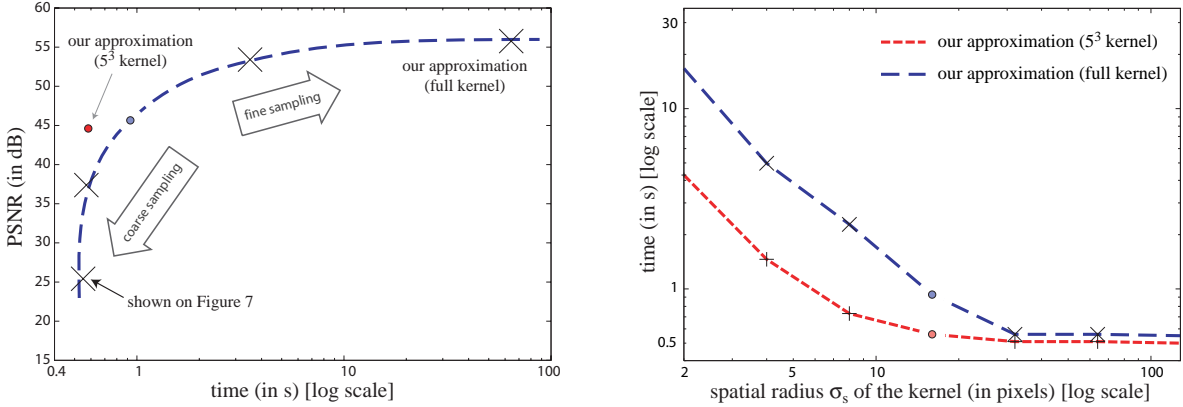 our approximation
(5³ kernel)
our approximation
(full kernel)
fine sampling
coarse sampling
shown on Figure 7
PSNR (in dB)
60
55
50
45
40
35
30
25
20
15
0.4
1
10
100
time (in s) [log scale]
our approximation (5³ kernel)
our approximation (full kernel)
time (in s) [log scale]
30
10
1
0.5
2
5
10
20
50
100
spatial radius σₛ of the kernel (in pixels) [log scale]